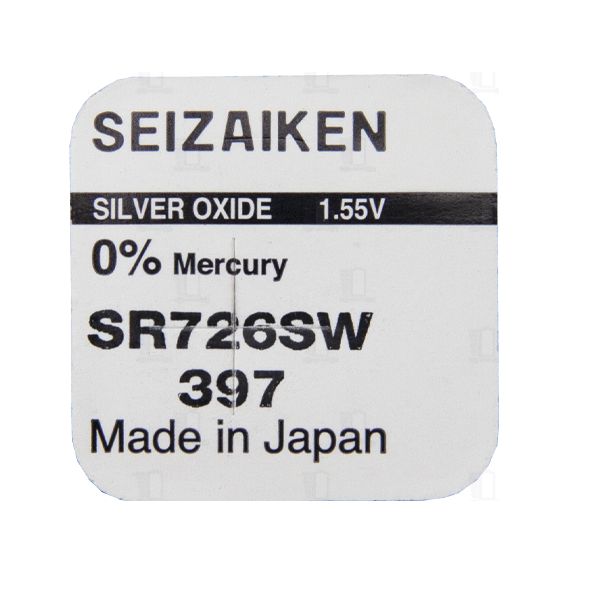 SEIZAIKEN
SILVER OXIDE 1.55V
0% Mercury
SR726SW
397
Made in Japan